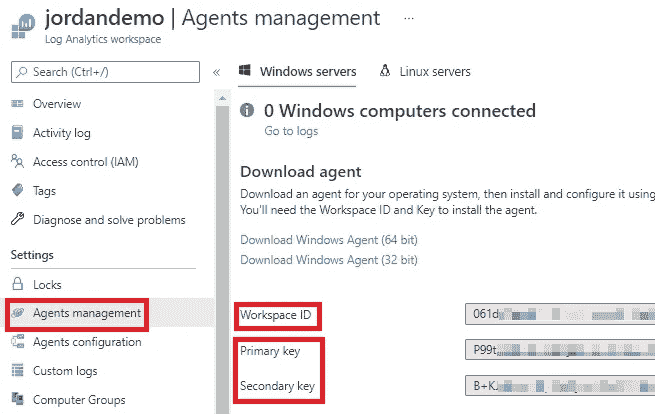 jordandemo | Agents management ...
Log Analytics workspace
Search (Ctrl+/)
«
Windows servers
Linux servers
Overview
Activity log
Access control (IAM)
Tags
Diagnose and solve problems
Settings
Locks
Agents management
Agents configuration
Custom logs
Computer Groups
0 Windows computers connected
Go to logs
Download agent
Download an agent for your operating system, then install and configure it using
You'll need the Workspace ID and Key to install the agent.
Download Windows Agent (64 bit)
Download Windows Agent (32 bit)
Workspace ID
061d
Primary key
P99t
Secondary key
B+K